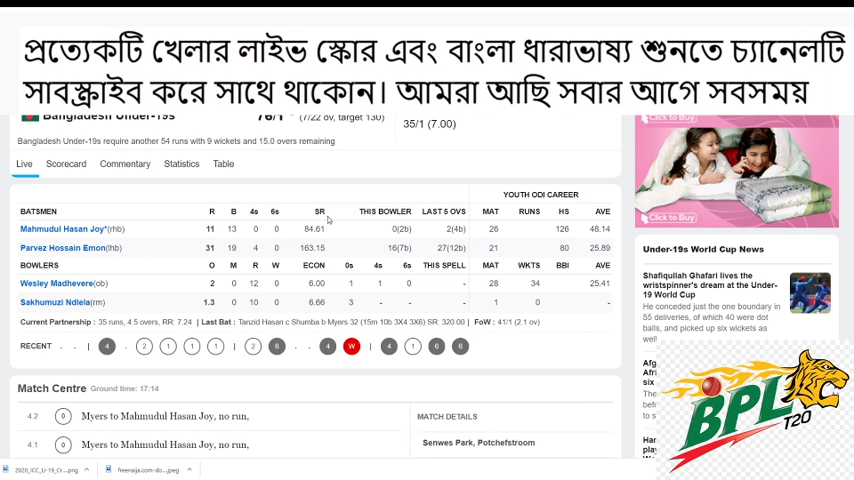 প্রত্যেকটি খেলার লাইভ স্কোর এবং বাংলা ধারাভাষ্য শুনতে চ্যানেলটি
সাবস্ক্রাইব করে সাথে থাকোন। আমরা আছি সবার আগে সবসময়
Bangladesh Under-19s 76/1 (7/22 ov, target 130)
35/1 (7.00)
Bangladesh Under-19s require another 54 runs with 9 wickets and 15.0 overs remaining
Live Scorecard Commentary Statistics Table
YOUTH ODI CAREER
BATSMEN R B 4s 6s SR THIS BOWLER LAST 5 OVS MAT RUNS HS AVE
Mahmudul Hasan Joy*(rhb) 11 13 0 0 84.61 0(2b) 2(4b) 26 126 48.14
Parvez Hossain Emon(lhb) 31 19 4 0 163.15 16(7b) 27(12b) 21 80 25.89
BOWLERS O M R W ECON 0s 4s 6s THIS SPELL MAT WKTS BBI AVE
Wesley Madhevere(ob) 2 0 12 0 6.00 1 1 0 - 28 34 25.41
Sakhumuzi Ndlela(rm) 1.3 0 10 0 6.66 3 - - - 1 0 -
Current Partnership : 35 runs, 4.5 overs, RR: 7.24 | Last Bat : Tanzid Hasan c Shumba b Myers 32 (15m 10b 3X4 3X6) SR: 320.00 | FoW : 41/1 (2.1 ov)
RECENT . . | 4 . 2 1 1 1 | 2 6 . . 4 W | 4 1 6 6
Match Centre Ground time: 17:14
4.2 0 Myers to Mahmudul Hasan Joy, no run,
4.1 0 Myers to Mahmudul Hasan Joy, no run,
MATCH DETAILS
Senwes Park, Potchefstroom
Click to Buy
Click to Buy
Under-19s World Cup News
Shafiqullah Ghafari lives the
wristspinner's dream at the Under-
19 World Cup
He conceded just one boundary in
55 deliveries, of which 40 were dot
balls, and picked up six wickets as
well
BPL
T20
2020_ICC_U-19_Cr....png
freenaija.com-do....jpeg